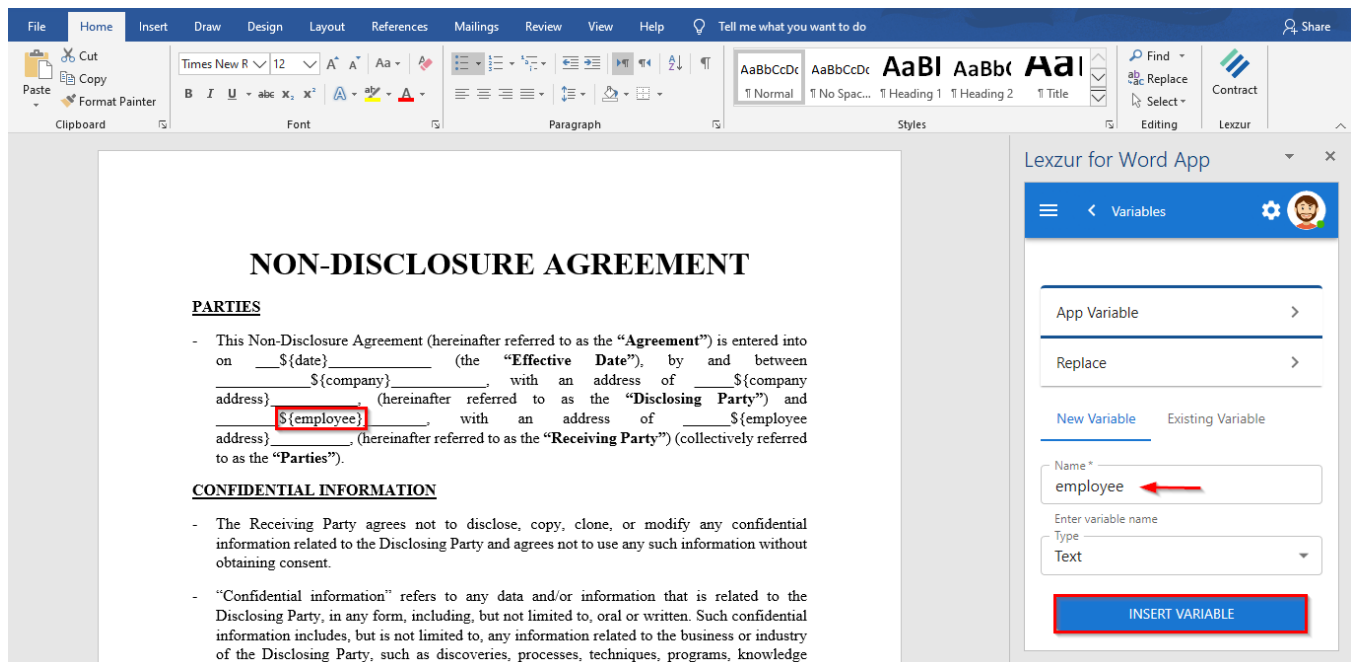 File Home Insert Draw Design Layout References Mailings Review View Help Tell me what you want to do Share
Paste
Cut
Copy
Format Painter
Clipboard
Times New R 12 A A Aa
B I U abc X₂ X² A aby A
Font
Paragraph
AaBbCcDc AaBbCcDc AaBl AaBb( AaI
¶ Normal ¶ No Spac... ¶ Heading 1 ¶ Heading 2 ¶ Title
Styles
Find
Replace
Select
Editing
Contract
Lexzur
NON-DISCLOSURE AGREEMENT
PARTIES
- This Non-Disclosure Agreement (hereinafter referred to as the “Agreement”) is entered into
on ___${date}_____________ (the “Effective Date”), by and between
____________${company}____________, with an address of _____${company
address}___________, (hereinafter referred to as the “Disclosing Party”) and
________${employee}________, with an address of ______${employee
address}__________, (hereinafter referred to as the “Receiving Party”) (collectively referred
to as the “Parties”).
CONFIDENTIAL INFORMATION
- The Receiving Party agrees not to disclose, copy, clone, or modify any confidential
information related to the Disclosing Party and agrees not to use any such information without
obtaining consent.
- “Confidential information” refers to any data and/or information that is related to the
Disclosing Party, in any form, including, but not limited to, oral or written. Such confidential
information includes, but is not limited to, any information related to the business or industry
of the Disclosing Party, such as discoveries, processes, techniques, programs, knowledge
Lexzur for Word App
Variables
App Variable
Replace
New Variable Existing Variable
Name *
employee
Enter variable name
Type
Text
INSERT VARIABLE